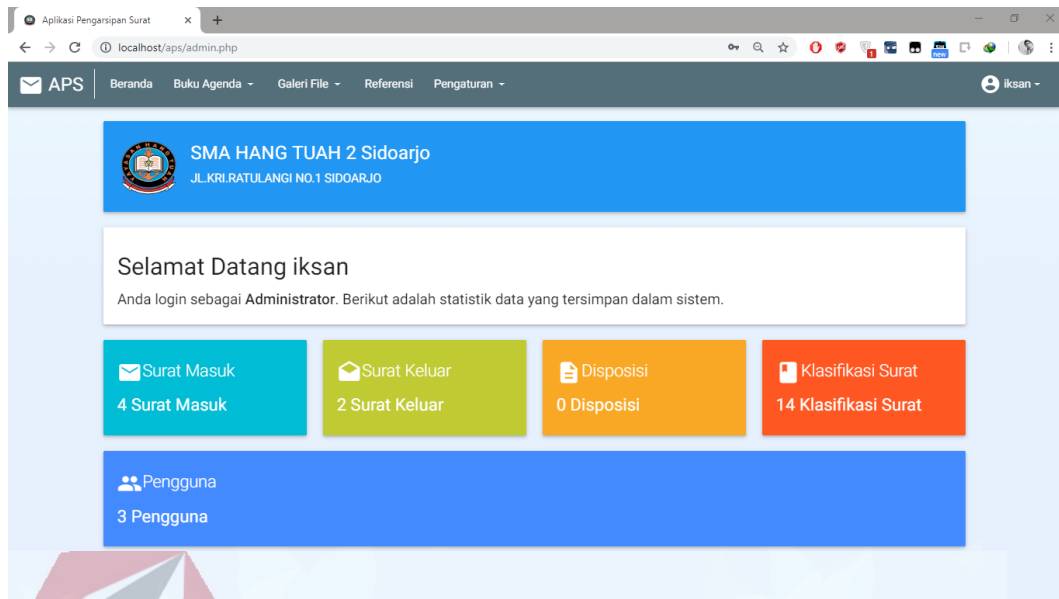 Aplikasi Pengarsipan Surat
localhost/aps/admin.php
1
new
APS Beranda Buku Agenda Galeri File Referensi Pengaturan iksan
SMA HANG TUAH 2 Sidoarjo
JL.KRI.RATULANGI NO.1 SIDOARJO
Selamat Datang iksan
Anda login sebagai Administrator. Berikut adalah statistik data yang tersimpan dalam sistem.
Surat Masuk
4 Surat Masuk
Surat Keluar
2 Surat Keluar
Disposisi
0 Disposisi
Klasifikasi Surat
14 Klasifikasi Surat
Pengguna
3 Pengguna